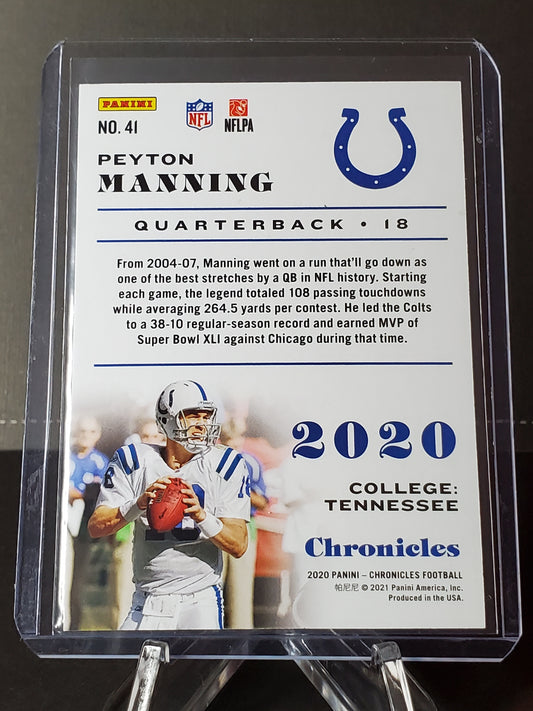 PANINI
NFL
NFLPA
NO. 41
PEYTON
MANNING
QUARTERBACK • 18
From 2004-07, Manning went on a run that'll go down as
one of the best stretches by a QB in NFL history. Starting
each game, the legend totaled 108 passing touchdowns
while averaging 264.5 yards per contest. He led the Colts
to a 38-10 regular-season record and earned MVP of
Super Bowl XLI against Chicago during that time.
2020
COLLEGE:
TENNESSEE
Chronicles
2020 PANINI – CHRONICLES FOOTBALL
帕尼尼 © 2021 Panini America, Inc.
Produced in the USA.
18
18